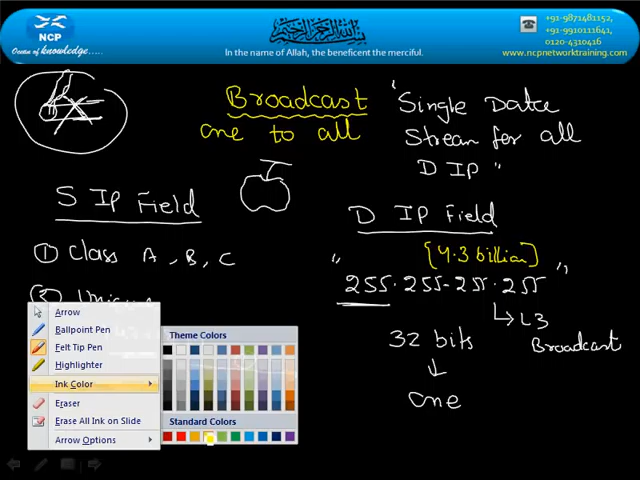 NCP
Ocean of knowledge.....
In the name of Allah, the beneficent the merciful.
+91-9871481152,
+91-9910111641,
0120-4310416
www.ncpnetworktraining.com
Broadcast
one to all
"Single Data
Stream for all
D IP"
S IP Field
① Class A, B, C
D IP Field
[4.3 billion]
" 255.255.255.255 "
L3
Broadcast
32 bits
one
Arrow
Ballpoint Pen
Felt Tip Pen
Highlighter
Ink Color
Eraser
Erase All Ink on Slide
Arrow Options
Theme Colors
Standard Colors